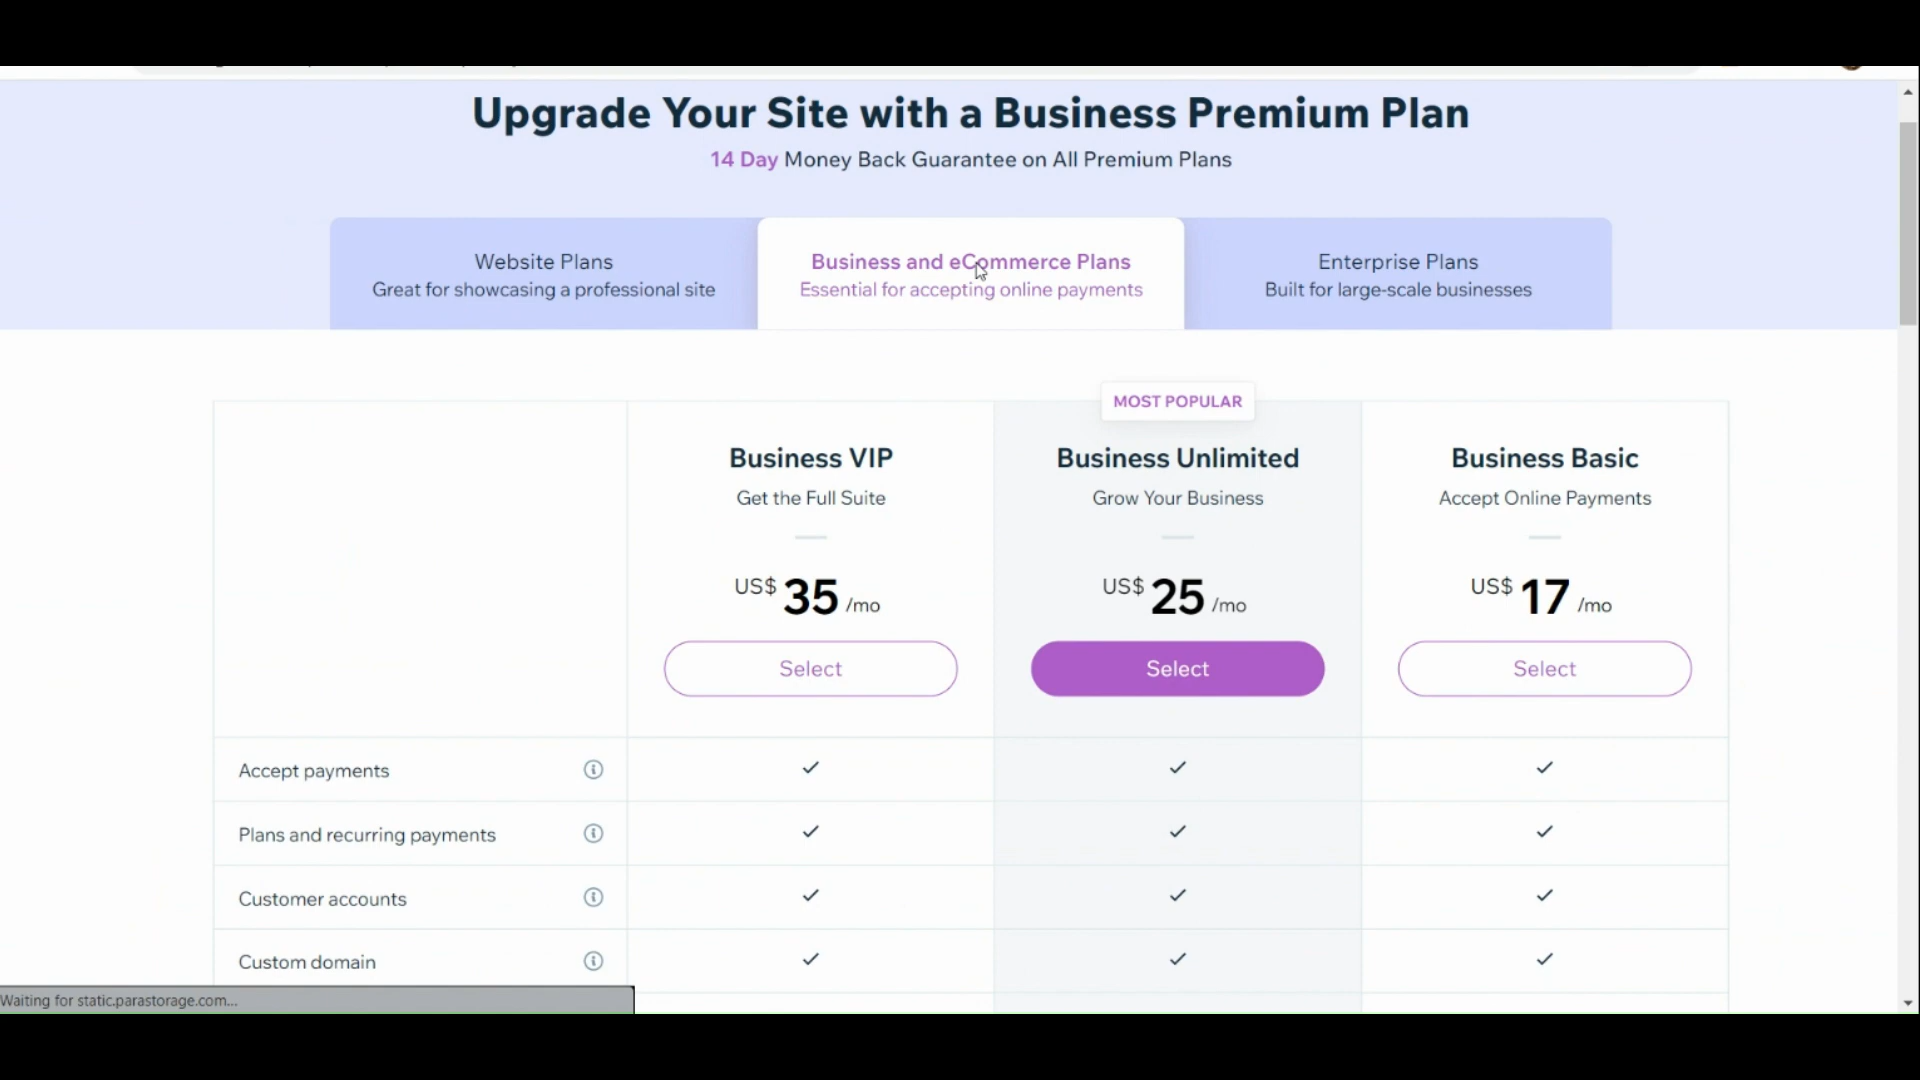 Upgrade Your Site with a Business Premium Plan
14 Day Money Back Guarantee on All Premium Plans
Website Plans
Great for showcasing a professional site
Business and eCommerce Plans
Essential for accepting online payments
Enterprise Plans
Built for large-scale businesses
MOST POPULAR
Business VIP
Get the Full Suite
US$ 35 /mo
Select
Business Unlimited
Grow Your Business
US$ 25 /mo
Select
Business Basic
Accept Online Payments
US$ 17 /mo
Select
Accept payments
Plans and recurring payments
Customer accounts
Custom domain
Waiting for static.parastorage.com...